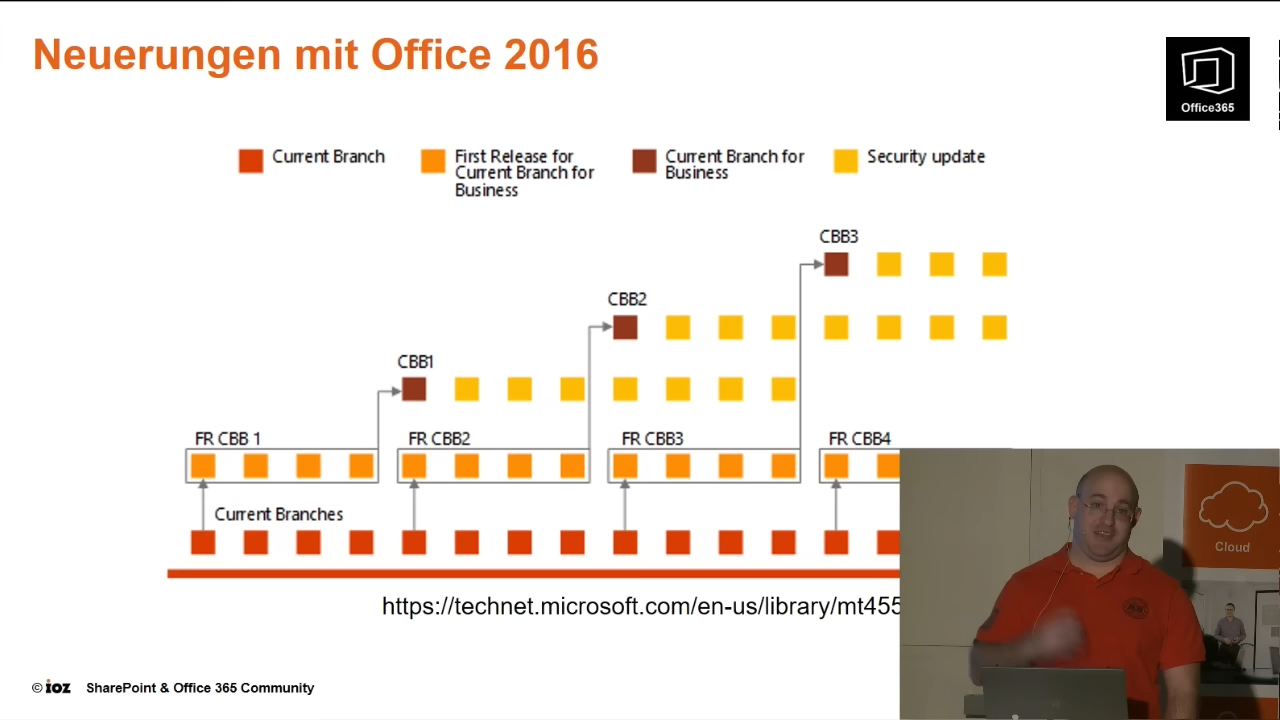 Neuerungen mit Office 2016
Office365
Current Branch
First Release for
Current Branch for
Business
Current Branch for
Business
Security update
CBB3
CBB2
CBB1
FR CBB 1
FR CBB2
FR CBB3
FR CBB4
Current Branches
Cloud
https://technet.microsoft.com/en-us/library/mt455
© ioz SharePoint & Office 365 Community